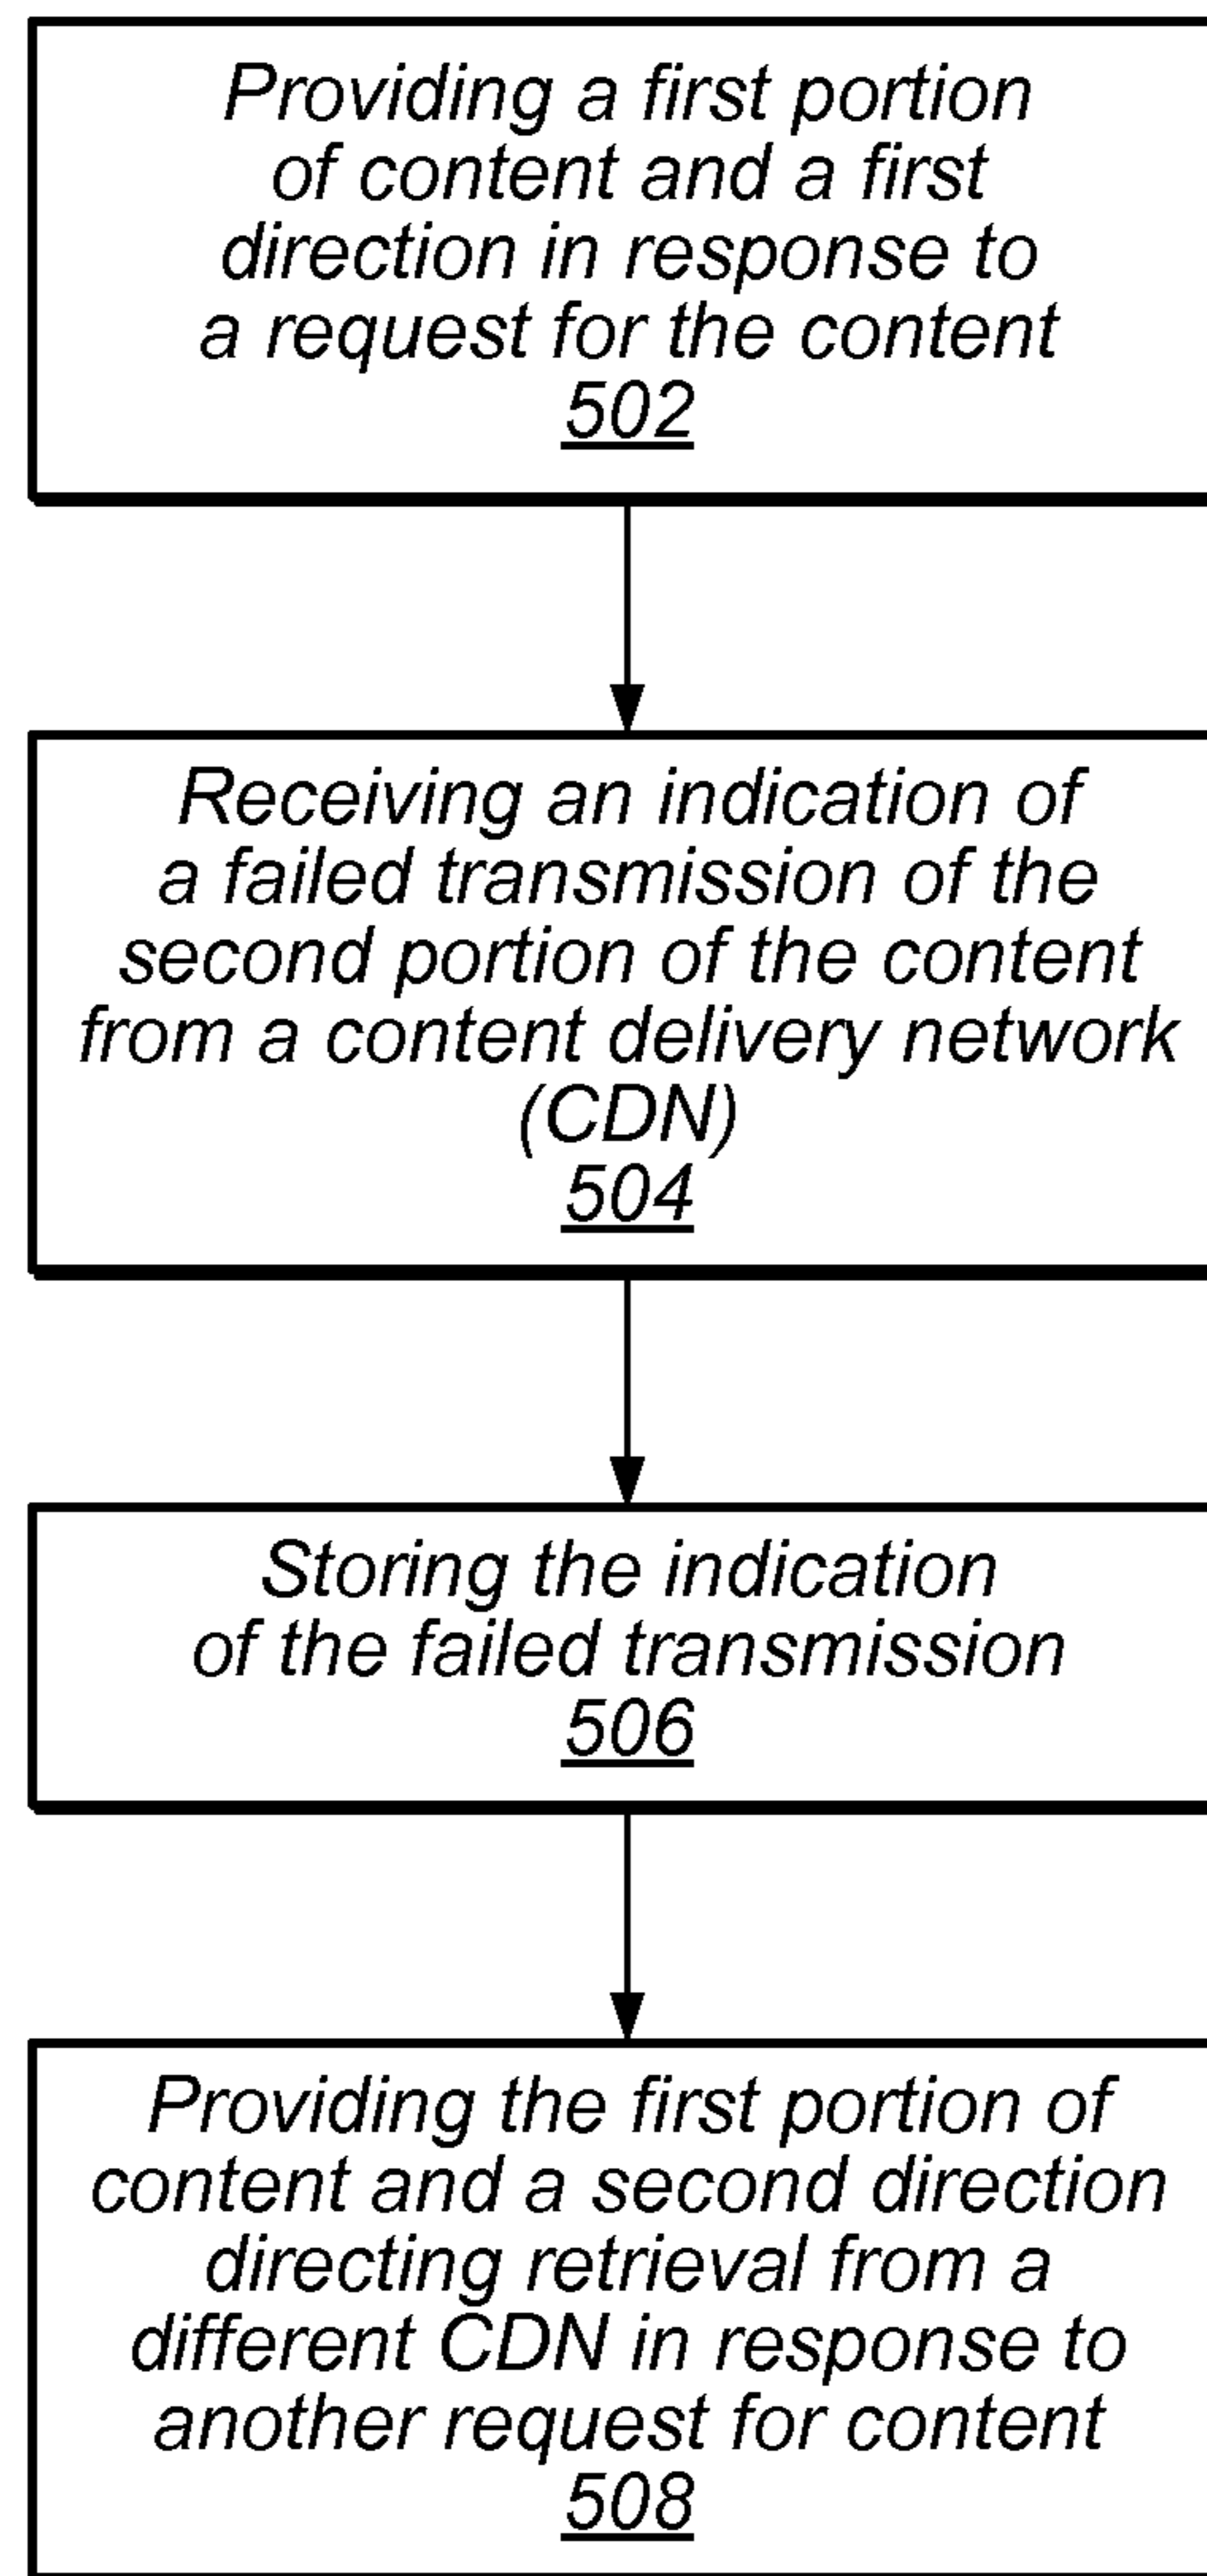 Providing a first portion
of content and a first
direction in response to
a request for the content
502
Receiving an indication of
a failed transmission of the
second portion of the content
from a content delivery network
(CDN)
504
Storing the indication
of the failed transmission
506
Providing the first portion of
content and a second direction
directing retrieval from a
different CDN in response to
another request for content
508